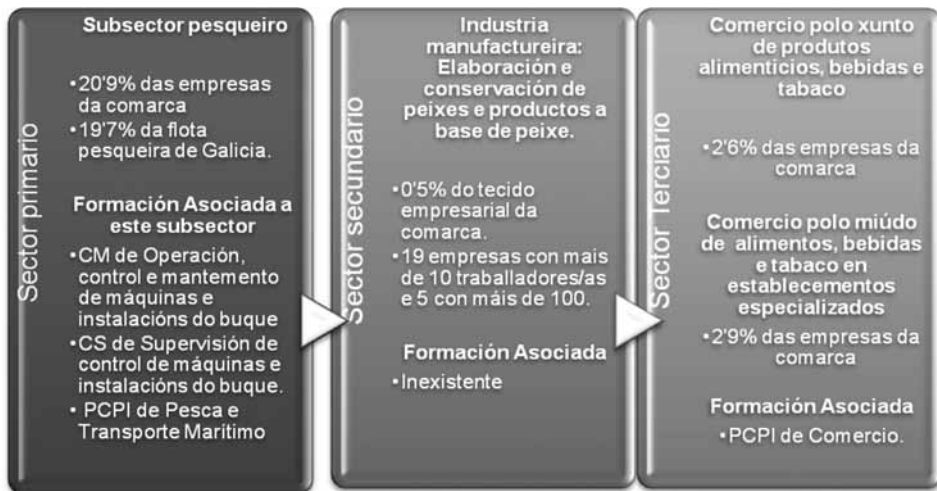 Sector primario
Subsector pesqueiro
•20'9% das empresas
da comarca
•19'7% da flota
pesqueira de Galicia.
Formación Asociada a
este subsector
•CM de Operación,
control e mantemento
de máquinas e
instalacións do buque
•CS de Supervisión de
control de máquinas e
instalacións do buque.
• PCPI de Pesca e
Transporte Marítimo
Sector secundario
Industria
manufactureira:
Elaboración e
conservación de
peixes e productos a
base de peixe.
•0'5% do tecido
empresarial da
comarca.
•19 empresas con mais
de 10 traballadores/as
e 5 con máis de 100.
Formación Asociada
•Inexistente
Sector Terciario
Comercio polo xunto
de produtos
alimenticios, bebidas e
tabaco
•2'6% das empresas da
comarca
Comercio polo miúdo
de alimentos, bebidas
e tabaco en
establecementos
especializados
•2'9% das empresas da
comarca
Formación Asociada
•PCPI de Comercio.